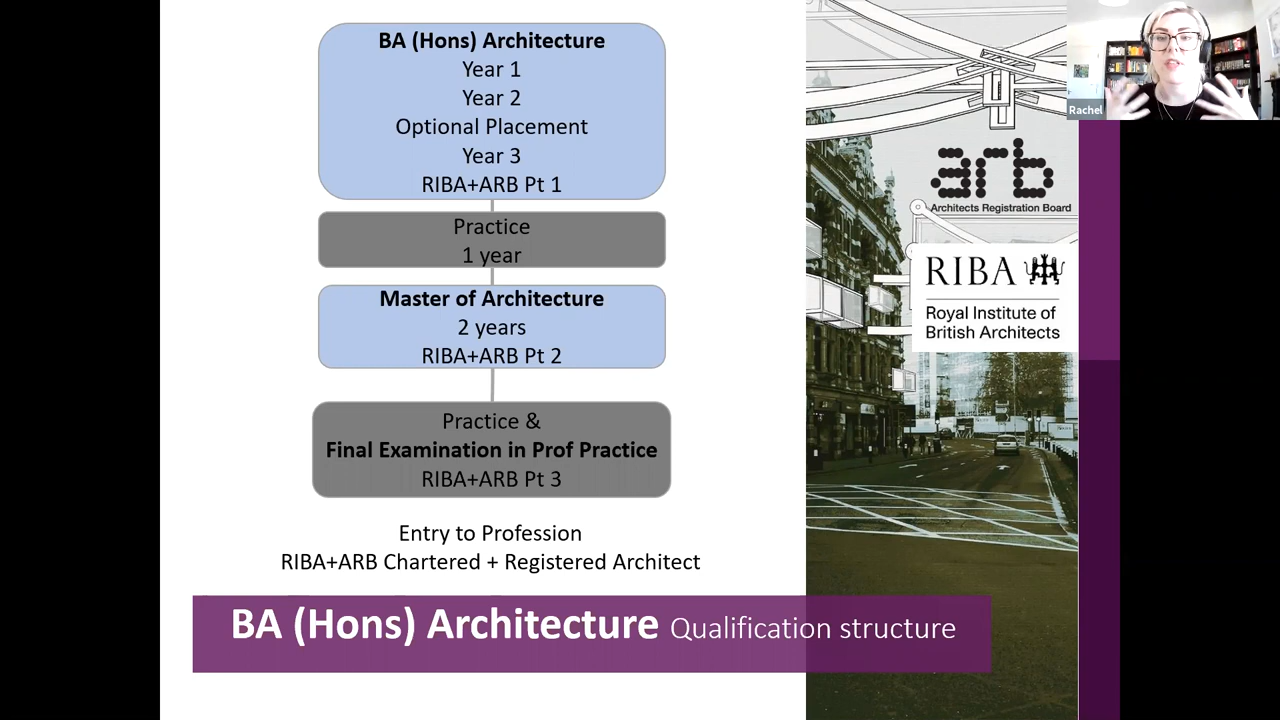 BA (Hons) Architecture
Year 1
Year 2
Optional Placement
Year 3
RIBA+ARB Pt 1
Practice
1 year
Master of Architecture
2 years
RIBA+ARB Pt 2
Practice &
Final Examination in Prof Practice
RIBA+ARB Pt 3
Entry to Profession
RIBA+ARB Chartered + Registered Architect
BA (Hons) Architecture Qualification structure
Rachel
arb
Architects Registration Board
RIBA
Royal Institute of
British Architects